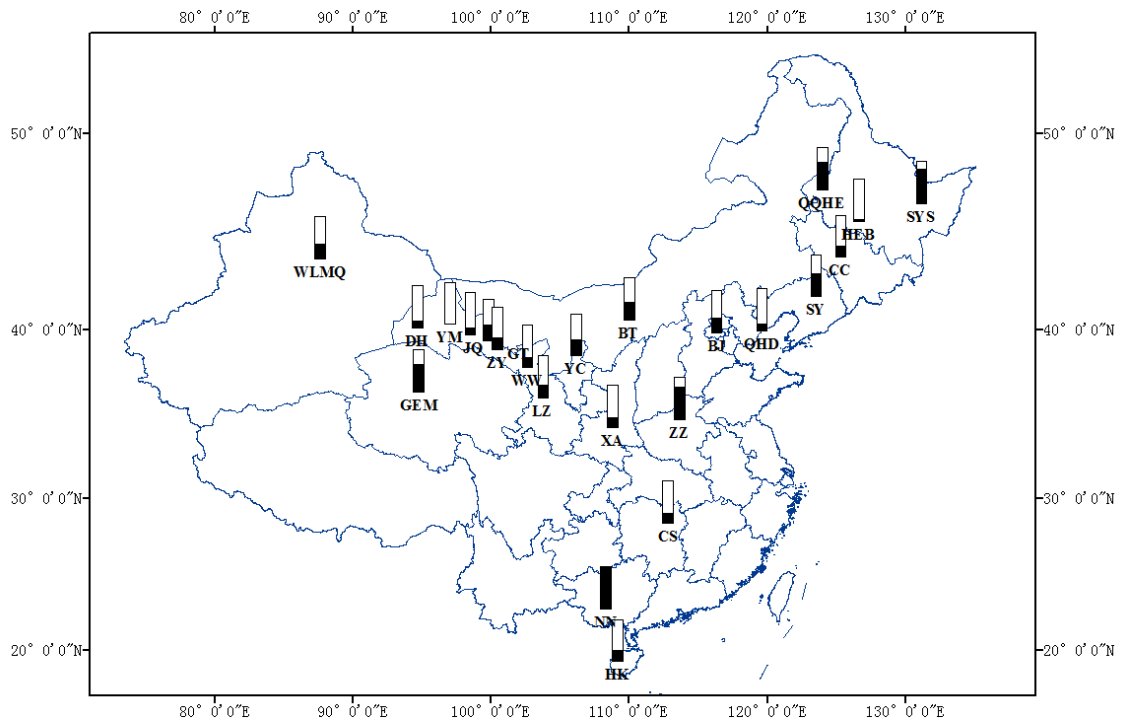 80° 0'0"E 90° 0'0"E 100° 0'0"E 110° 0'0"E 120° 0'0"E 130° 0'0"E
50° 0'0"N 50° 0'0"N
QQHE
SYS
HEB
WLMQ
CC
SY
40° 0'0"N 40° 0'0"N
BT
YM
DH
JQ
BJ
QHD
GT
ZY
YC
WW
GEM
LZ
ZZ
XA
30° 0'0"N 30° 0'0"N
CS
NN
20° 0'0"N 20° 0'0"N
HK
80° 0'0"E 90° 0'0"E 100° 0'0"E 110° 0'0"E 120° 0'0"E 130° 0'0"E